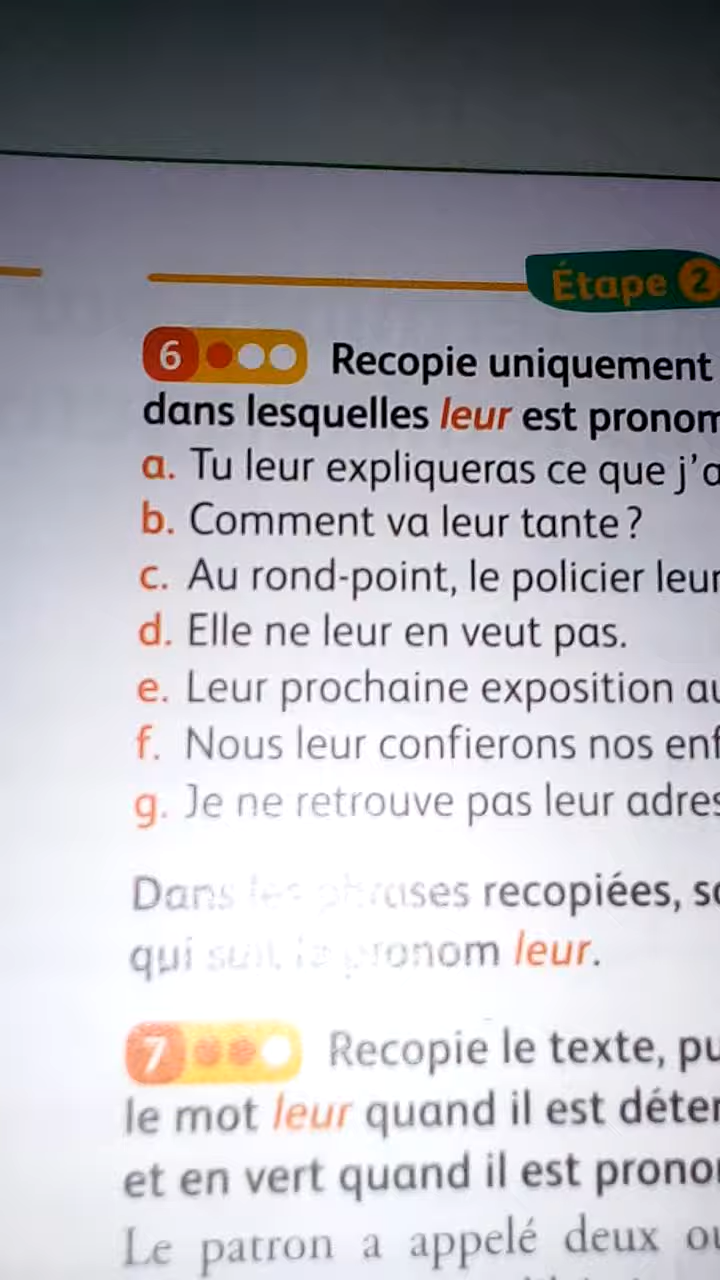 Étape 2
6 Recopie uniquement
dans lesquelles leur est pronom
a. Tu leur expliqueras ce que j'a
b. Comment va leur tante ?
c. Au rond-point, le policier leur
d. Elle ne leur en veut pas.
e. Leur prochaine exposition au
f. Nous leur confierons nos enf
g. Je ne retrouve pas leur adres
Dans les phrases recopiées, so
qui suit le pronom leur.
7 Recopie le texte, pu
le mot leur quand il est déter
et en vert quand il est pronom
Le patron a appelé deux ou